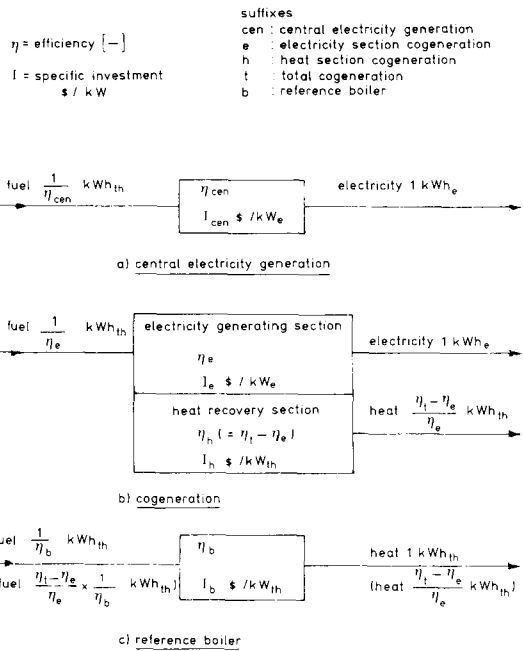 η = efficiency [–]
I = specific investment
$ / kW
suffixes
cen : central electricity generation
e : electricity section cogeneration
h : heat section cogeneration
t : total cogeneration
b : reference boiler
fuel 1/η_cen kWh_th
η_cen
I_cen $ /kW_e
electricity 1 kWh_e
a) central electricity generation
fuel 1/η_e kWh_th
electricity generating section
η_e
I_e $ / kW_e
electricity 1 kWh_e
heat recovery section
η_h ( = η_t – η_e )
I_h $ /kW_th
heat (η_t – η_e)/η_e kWh_th
b) cogeneration
uel 1/η_b kWh_th
fuel (η_t – η_e)/η_e × 1/η_b kWh_th)
η_b
I_b $ /kW_th
heat 1 kWh_th
(heat (η_t – η_e)/η_e kWh_th)
c) reference boiler